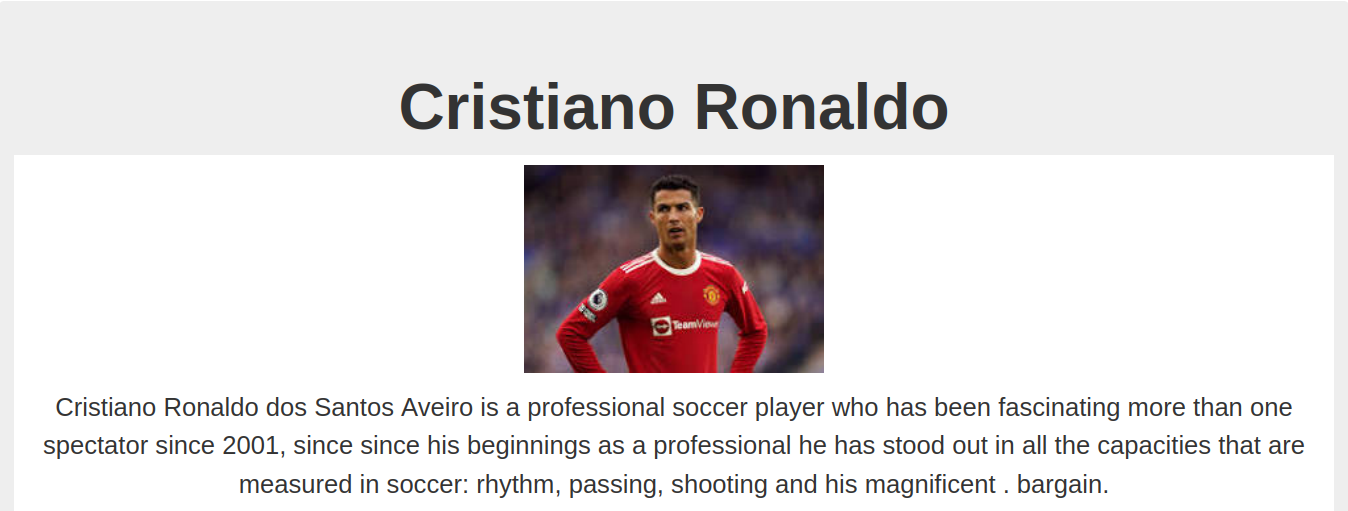 Cristiano Ronaldo
TeamViewer
Cristiano Ronaldo dos Santos Aveiro is a professional soccer player who has been fascinating more than one
spectator since 2001, since since his beginnings as a professional he has stood out in all the capacities that are
measured in soccer: rhythm, passing, shooting and his magnificent . bargain.